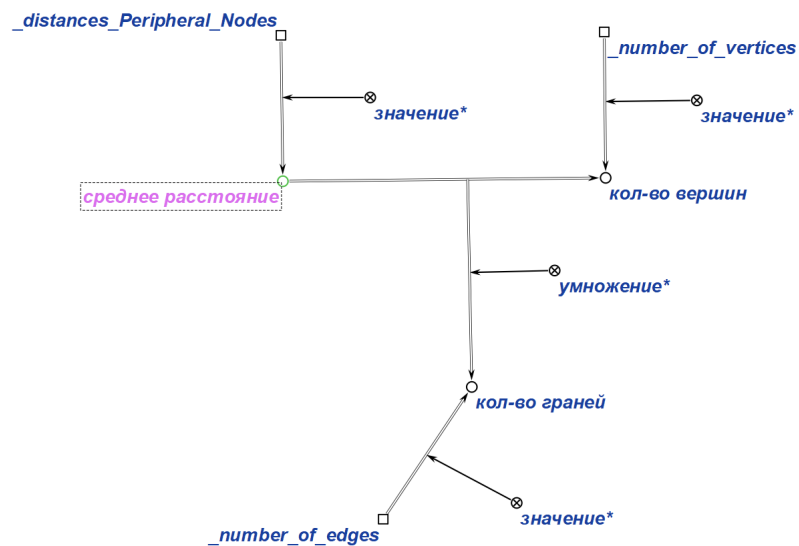 _distances_Peripheral_Nodes
_number_of_vertices
значение*
значение*
среднее расстояние
кол-во вершин
умножение*
кол-во граней
значение*
_number_of_edges